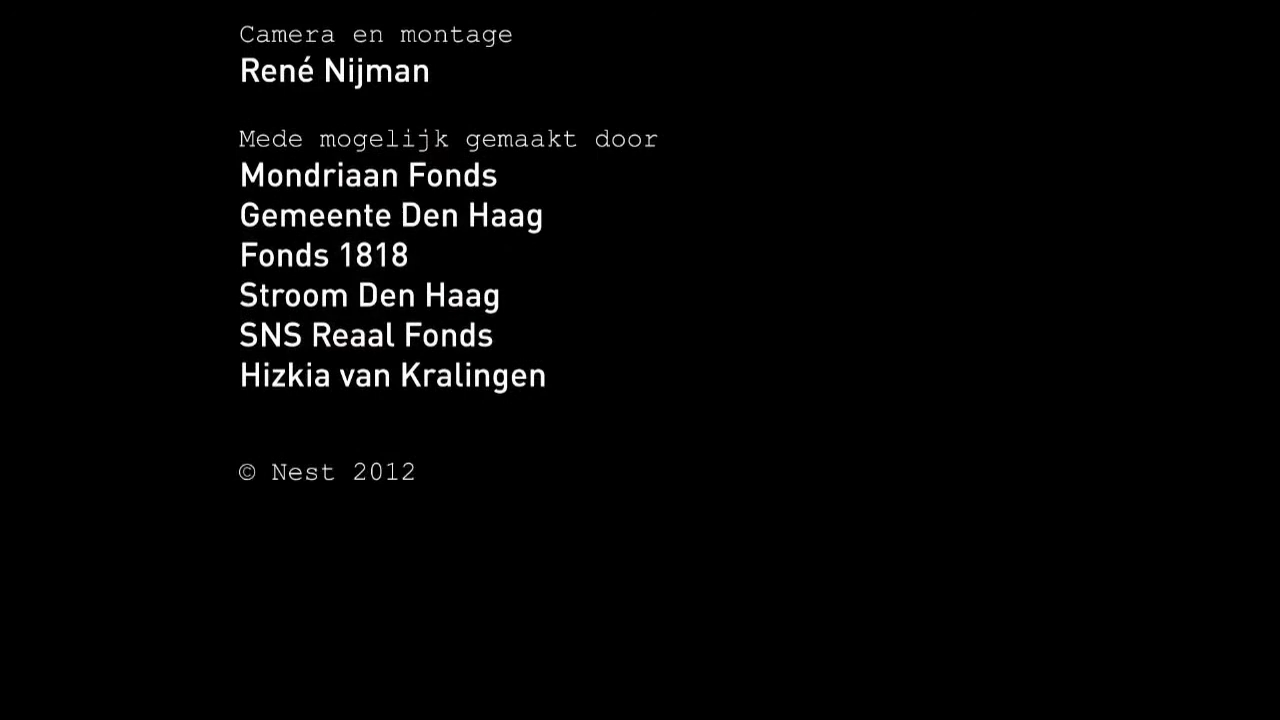 Camera en montage
René Nijman
Mede mogelijk gemaakt door
Mondriaan Fonds
Gemeente Den Haag
Fonds 1818
Stroom Den Haag
SNS Reaal Fonds
Hizkia van Kralingen
© Nest 2012